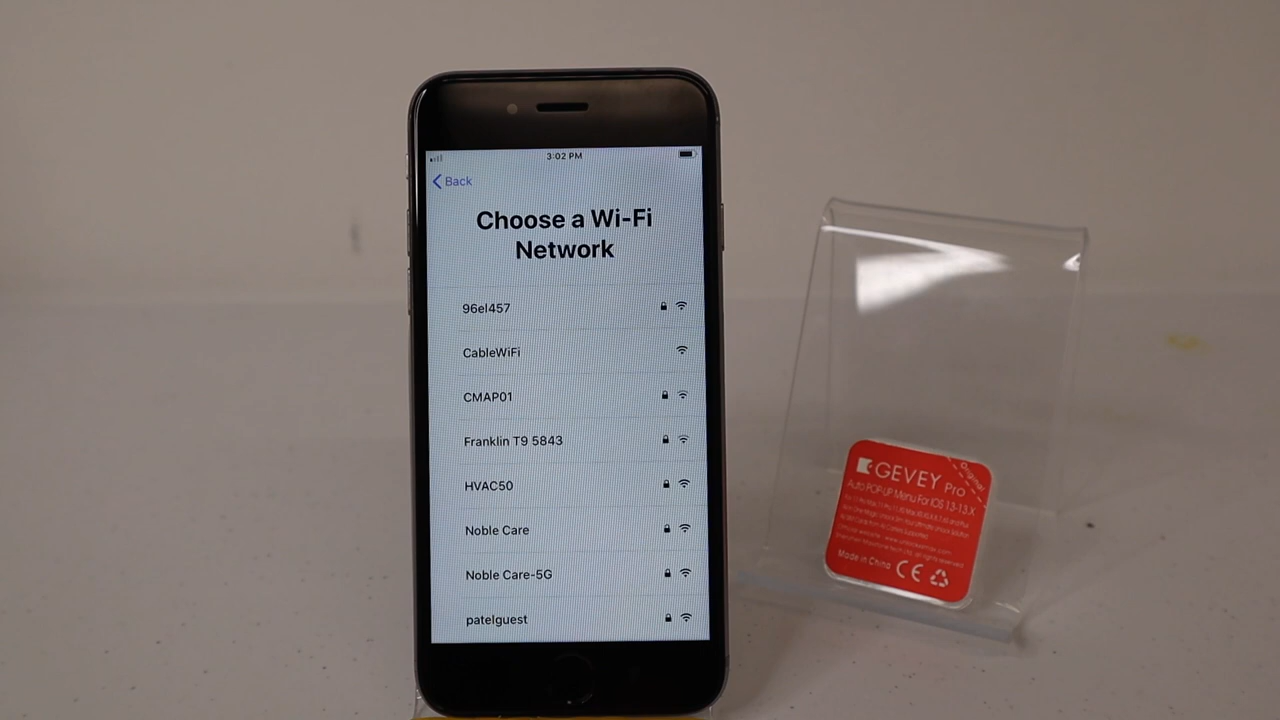 3:02 PM
Back
Choose a Wi-Fi
Network
96el457
CableWiFi
CMAP01
Franklin T9 5843
HVAC50
Noble Care
Noble Care-5G
patelguest
Original
GEVEY Pro
Auto POP-UP Menu For IOS 13-13.X
Made in China CE